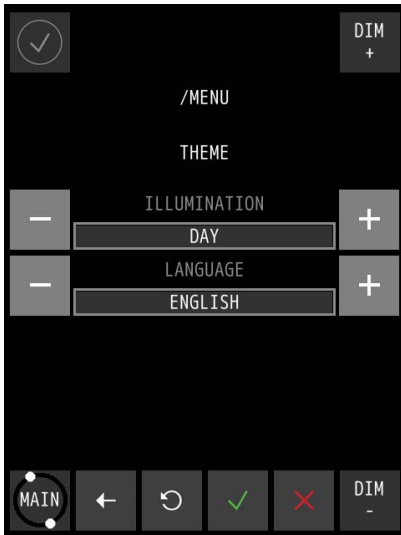 DIM
+
/MENU
THEME
ILLUMINATION
− +
DAY
LANGUAGE
− +
ENGLISH
MAIN
DIM
-